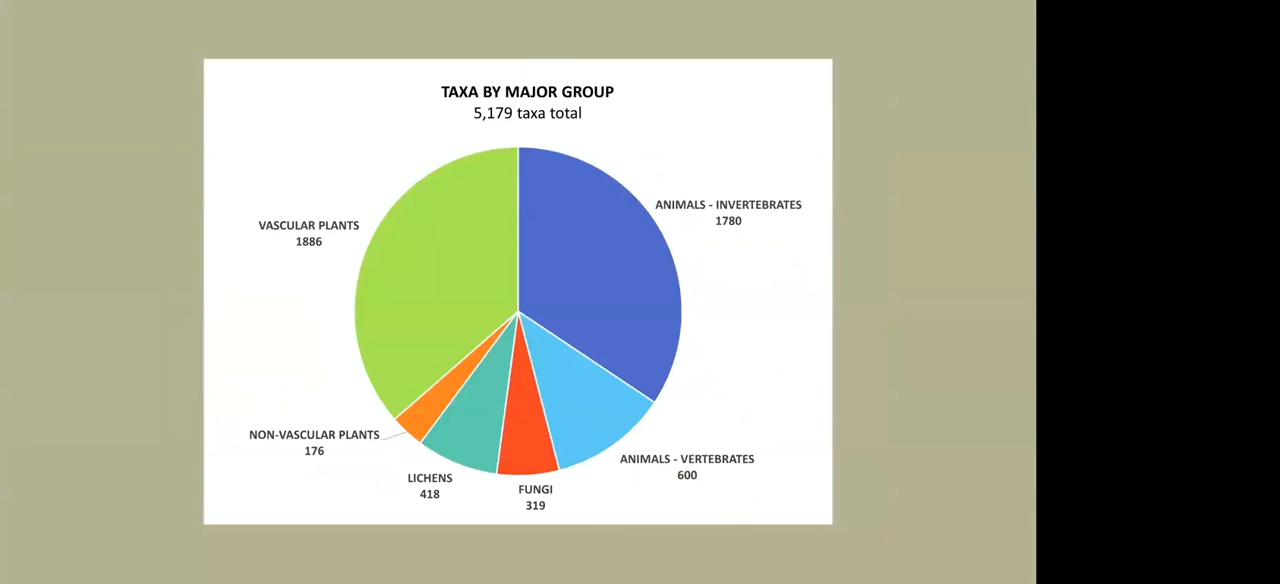 TAXA BY MAJOR GROUP
5,179 taxa total
ANIMALS - INVERTEBRATES
1780
VASCULAR PLANTS
1886
NON-VASCULAR PLANTS
176
ANIMALS - VERTEBRATES
600
LICHENS
418
FUNGI
319